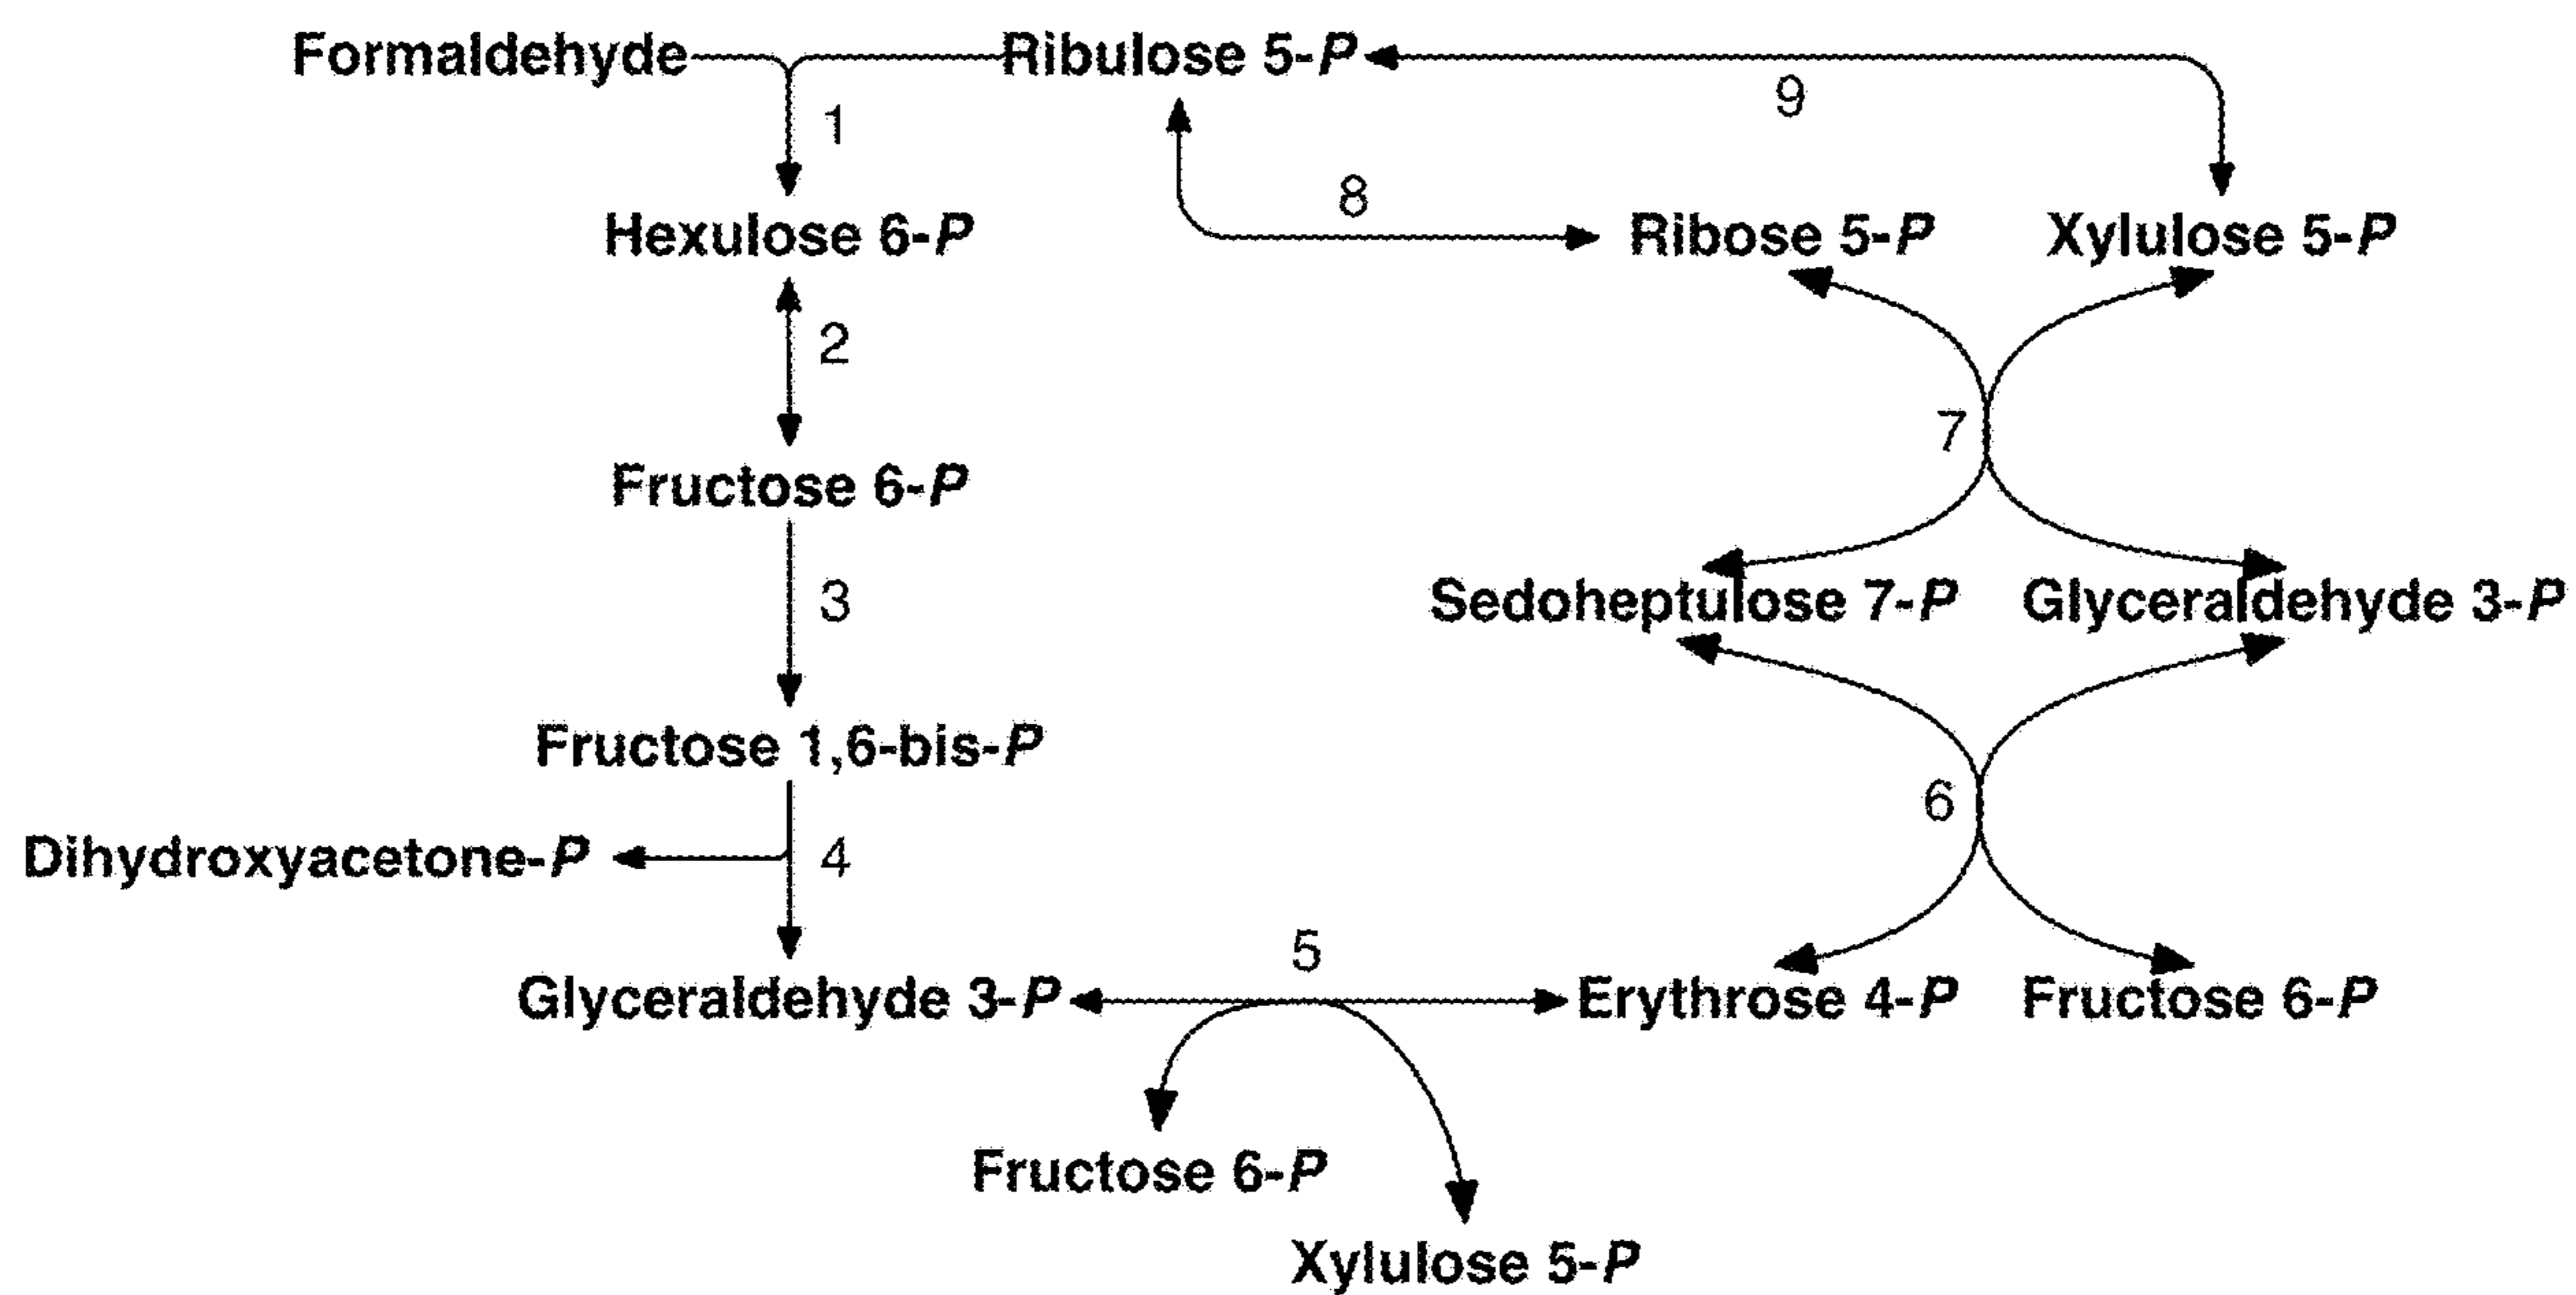 Formaldehyde Ribulose 5-P
9
1
8
Hexulose 6-P Ribose 5-P Xylulose 5-P
2
7
Fructose 6-P
3
Sedoheptulose 7-P Glyceraldehyde 3-P
Fructose 1,6-bis-P
6
Dihydroxyacetone-P 4
5
Glyceraldehyde 3-P Erythrose 4-P Fructose 6-P
Fructose 6-P
Xylulose 5-P